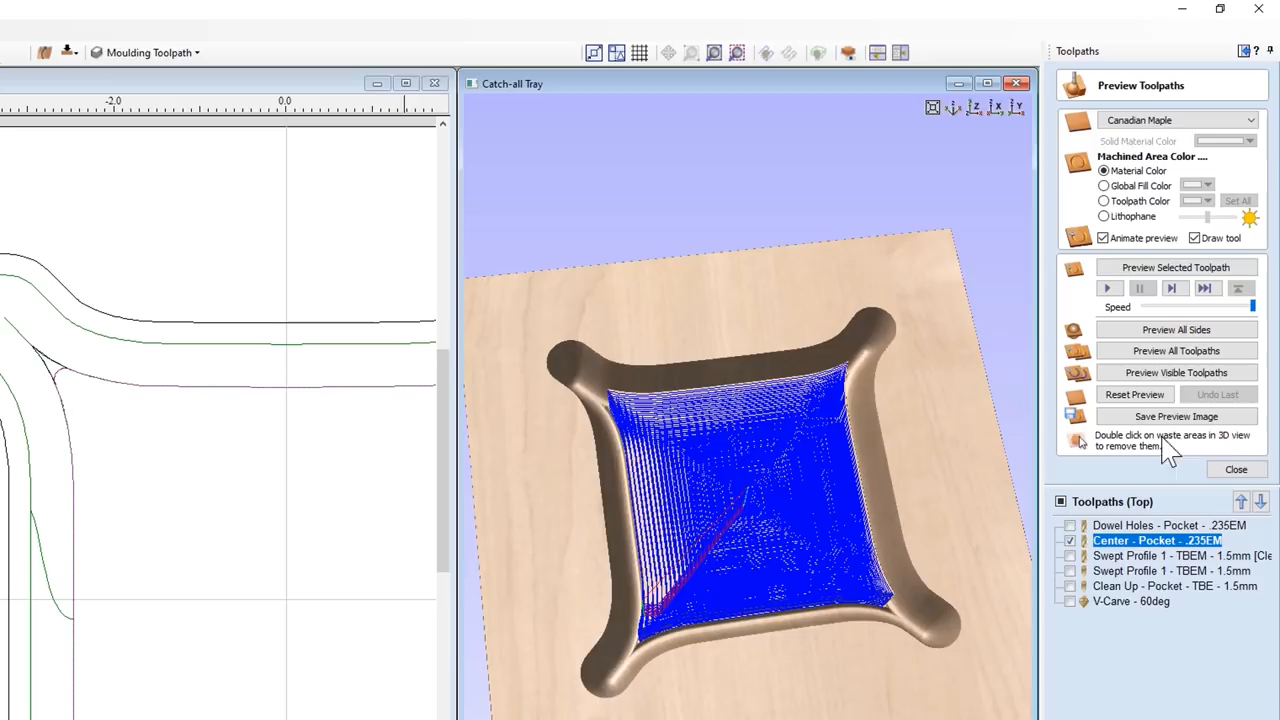 Moulding Toolpath
Toolpaths
Catch-all Tray
Preview Toolpaths
-2.0
0.0
Z
X
Y
Canadian Maple
Solid Material Color
Machined Area Color ....
Material Color
Global Fill Color
Toolpath Color
Set All
Lithophane
Animate preview
Draw tool
Preview Selected Toolpath
Speed
Preview All Sides
Preview All Toolpaths
Preview Visible Toolpaths
Reset Preview
Undo Last
Save Preview Image
Double click on waste areas in 3D view
to remove them.
Close
Toolpaths (Top)
Dowel Holes - Pocket - .235EM
Center - Pocket - .235EM
Swept Profile 1 - TBEM - 1.5mm [Cle
Swept Profile 1 - TBEM - 1.5mm
Clean Up - Pocket - TBE - 1.5mm
V-Carve - 60deg